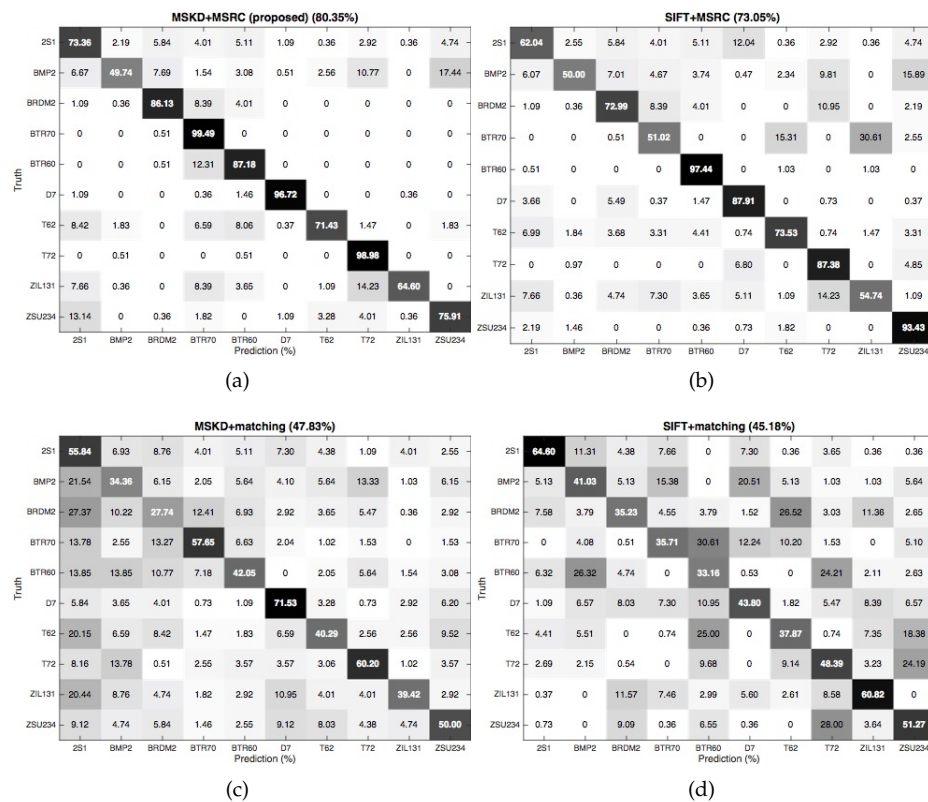 MSKD+MSRC (proposed) (80.35%)
2S1 73.36 2.19 5.84 4.01 5.11 1.09 0.36 2.92 0.36 4.74
BMP2 6.67 49.74 7.69 1.54 3.08 0.51 2.56 10.77 0 17.44
BRDM2 1.09 0.36 86.13 8.39 4.01 0 0 0 0 0
BTR70 0 0 0.51 99.49 0 0 0 0 0 0
BTR60 0 0 0.51 12.31 87.18 0 0 0 0 0
D7 1.09 0 0 0.36 1.46 96.72 0 0 0.36 0
T62 8.42 1.83 0 6.59 8.06 0.37 71.43 1.47 0 1.83
T72 0 0.51 0 0 0.51 0 0 98.98 0 0
ZIL131 7.66 0.36 0 8.39 3.65 0 1.09 14.23 64.60 0
ZSU234 13.14 0 0.36 1.82 0 1.09 3.28 4.01 0.36 75.91
Truth
2S1 BMP2 BRDM2 BTR70 BTR60 D7 T62 T72 ZIL131 ZSU234
Prediction (%)
(a)
SIFT+MSRC (73.05%)
2S1 62.04 2.55 5.84 4.01 5.11 12.04 0.36 2.92 0.36 4.74
BMP2 6.07 50.00 7.01 4.67 3.74 0.47 2.34 9.81 0 15.89
BRDM2 1.09 0.36 72.99 8.39 4.01 0 0 10.95 0 2.19
BTR70 0 0 0.51 51.02 0 0 15.31 0 30.61 2.55
BTR60 0.51 0 0 0 97.44 0 1.03 0 1.03 0
D7 3.66 0 5.49 0.37 1.47 87.91 0 0.73 0 0.37
T62 6.99 1.84 3.68 3.31 4.41 0.74 73.53 0.74 1.47 3.31
T72 0 0.97 0 0 0 6.80 0 87.38 0 4.85
ZIL131 7.66 0.36 4.74 7.30 3.65 5.11 1.09 14.23 54.74 1.09
ZSU234 2.19 1.46 0 0 0.36 0.73 1.82 0 0 93.43
Truth
2S1 BMP2 BRDM2 BTR70 BTR60 D7 T62 T72 ZIL131 ZSU234
Prediction (%)
(b)
MSKD+matching (47.83%)
2S1 55.84 6.93 8.76 4.01 5.11 7.30 4.38 1.09 4.01 2.55
BMP2 21.54 34.36 6.15 2.05 5.64 4.10 5.64 13.33 1.03 6.15
BRDM2 27.37 10.22 27.74 12.41 6.93 2.92 3.65 5.47 0.36 2.92
BTR70 13.78 2.55 13.27 57.65 6.63 2.04 1.02 1.53 0 1.53
BTR60 13.85 13.85 10.77 7.18 42.05 0 2.05 5.64 1.54 3.08
D7 5.84 3.65 4.01 0.73 1.09 71.53 3.28 0.73 2.92 6.20
T62 20.15 6.59 8.42 1.47 1.83 6.59 40.29 2.56 2.56 9.52
T72 8.16 13.78 0.51 2.55 3.57 3.57 3.06 60.20 1.02 3.57
ZIL131 20.44 8.76 4.74 1.82 2.92 10.95 4.01 4.01 39.42 2.92
ZSU234 9.12 4.74 5.84 1.46 2.55 9.12 8.03 4.38 4.74 50.00
Truth
2S1 BMP2 BRDM2 BTR70 BTR60 D7 T62 T72 ZIL131 ZSU234
Prediction (%)
(c)
SIFT+matching (45.18%)
2S1 64.60 11.31 4.38 7.66 0 7.30 0.36 3.65 0.36 0.36
BMP2 5.13 41.03 5.13 15.38 0 20.51 5.13 1.03 1.03 5.64
BRDM2 7.58 3.79 35.23 4.55 3.79 1.52 26.52 3.03 11.36 2.65
BTR70 0 4.08 0.51 35.71 30.61 12.24 10.20 1.53 0 5.10
BTR60 6.32 26.32 4.74 0 33.16 0.53 0 24.21 2.11 2.63
D7 1.09 6.57 8.03 7.30 10.95 43.80 1.82 5.47 8.39 6.57
T62 4.41 5.51 0 0.74 25.00 0 37.87 0.74 7.35 18.38
T72 2.69 2.15 0.54 0 9.68 0 9.14 48.39 3.23 24.19
ZIL131 0.37 0 11.57 7.46 2.99 5.60 2.61 8.58 60.82 0
ZSU234 0.73 0 9.09 0.36 6.55 0.36 0 28.00 3.64 51.27
Truth
2S1 BMP2 BRDM2 BTR70 BTR60 D7 T62 T72 ZIL131 ZSU234
Prediction (%)
(d)